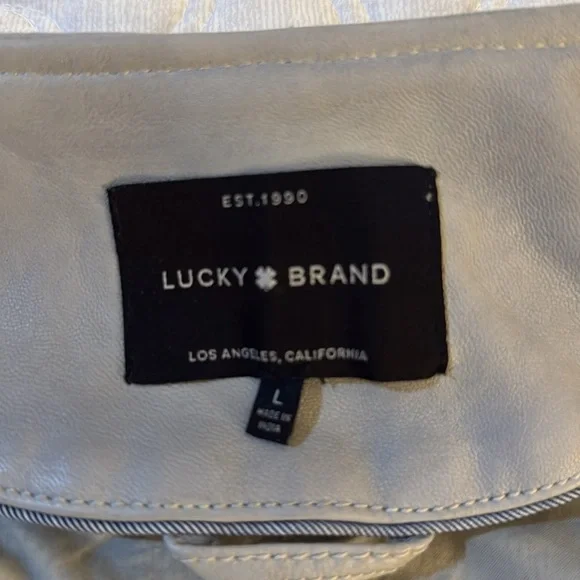 EST.1990
LUCKY BRAND
LOS ANGELES, CALIFORNIA
L
MADE IN
INDIA